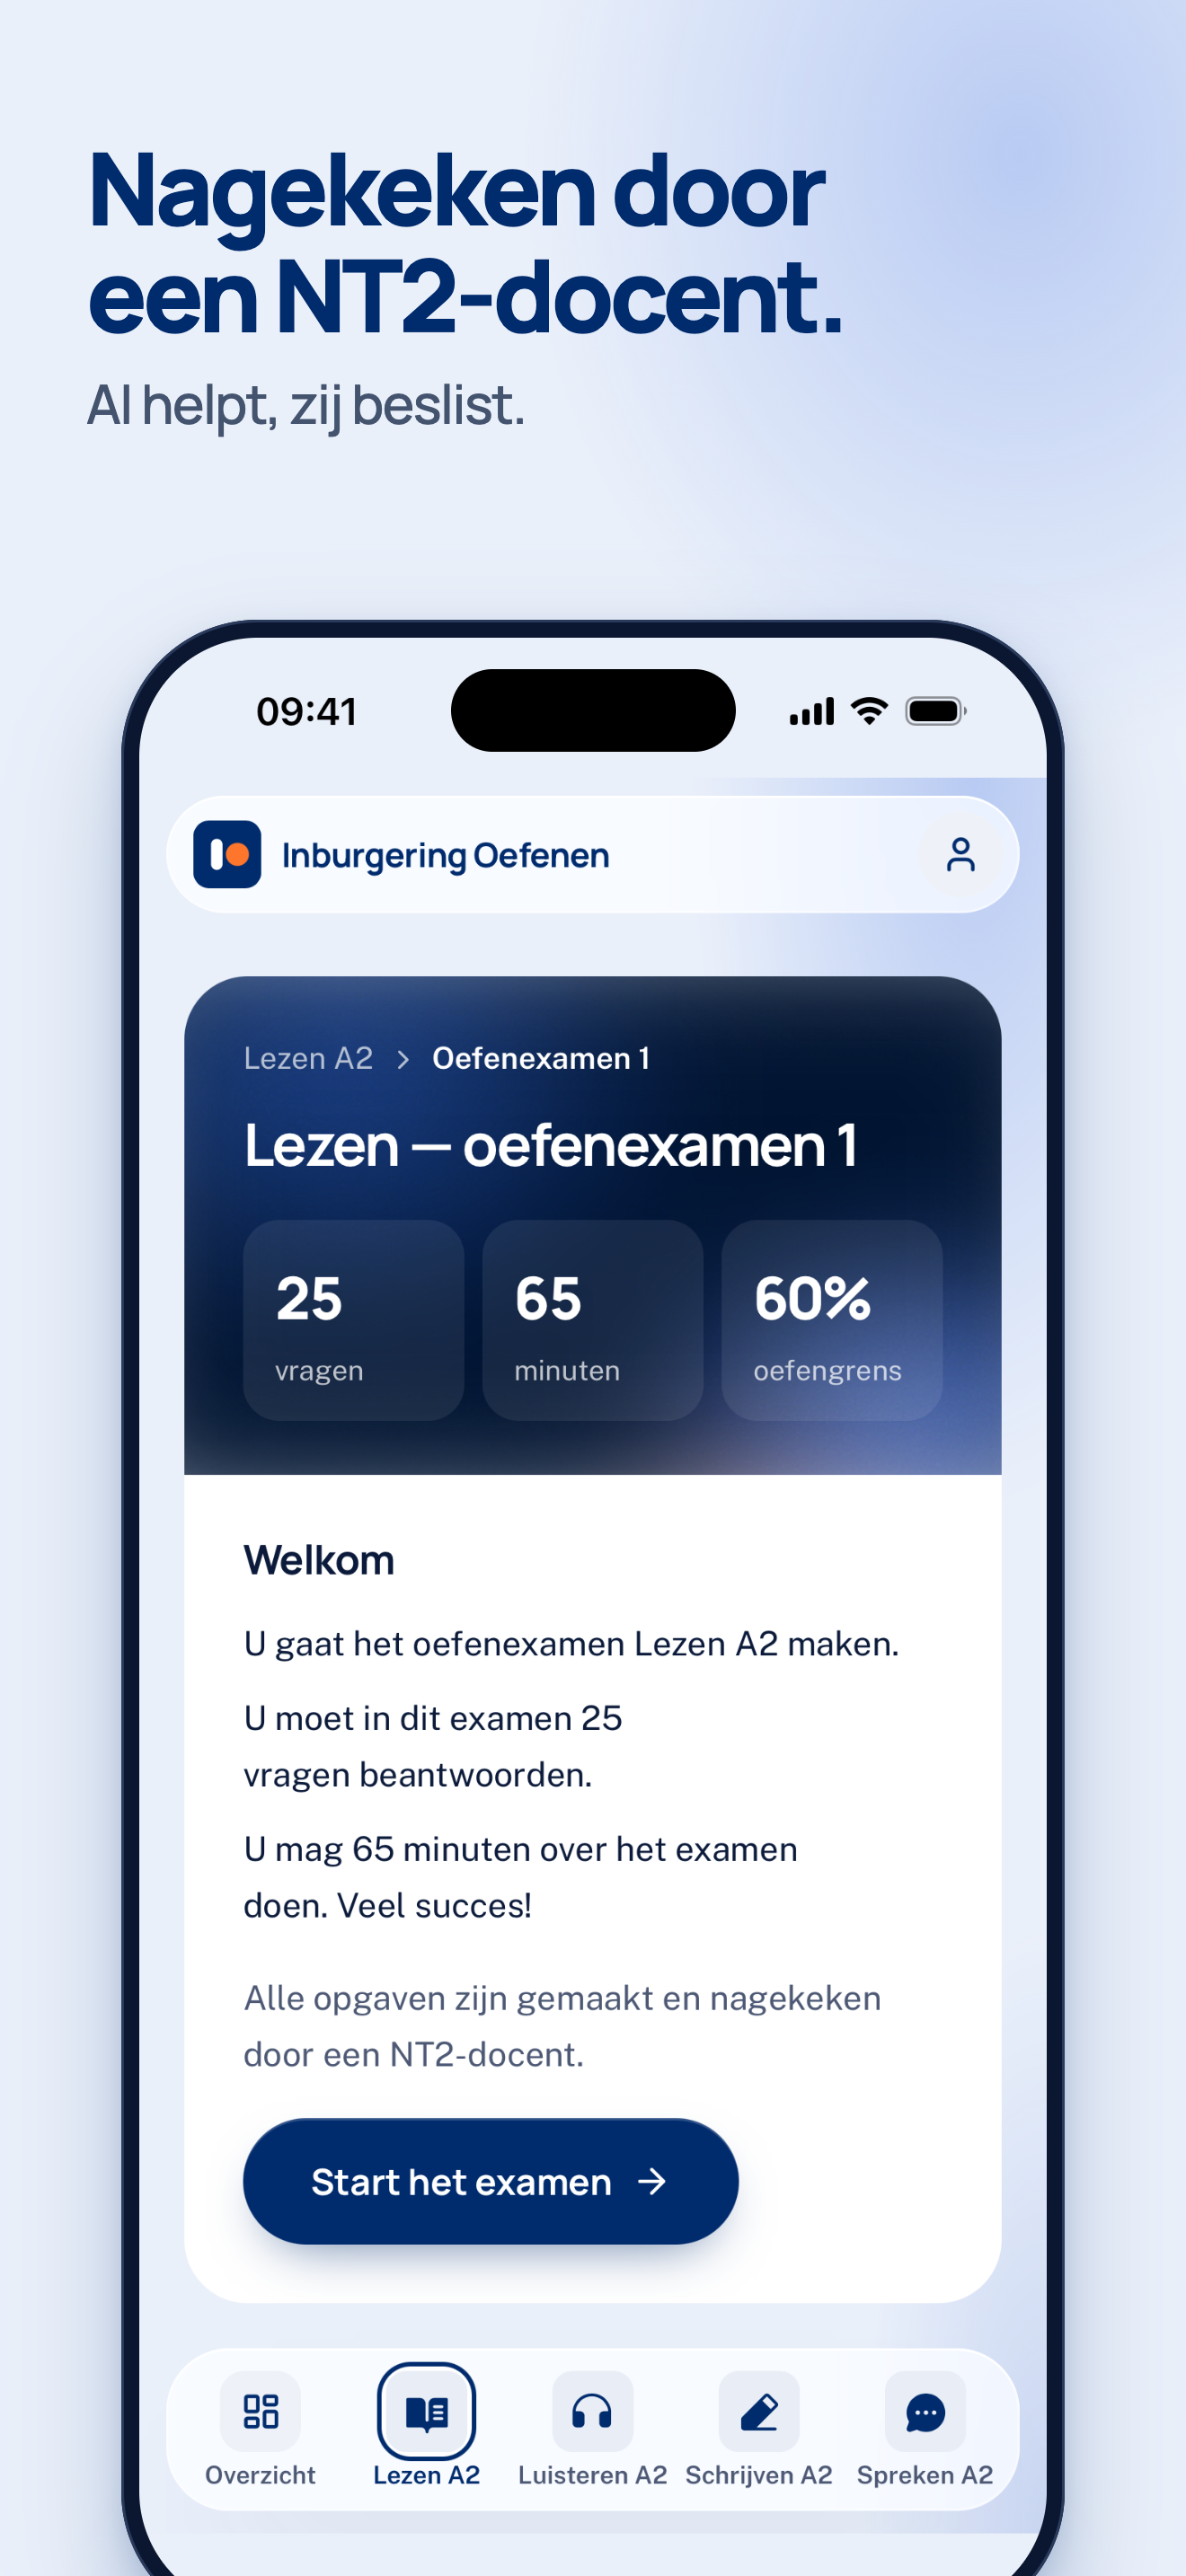 Nagekeken door
een NT2-docent.
AI helpt, zij beslist.
09:41
Inburgering Oefenen
Lezen A2 > Oefenexamen 1
Lezen — oefenexamen 1
25
vragen
65
minuten
60%
oefengrens
Welkom
U gaat het oefenexamen Lezen A2 maken.
U moet in dit examen 25
vragen beantwoorden.
U mag 65 minuten over het examen
doen. Veel succes!
Alle opgaven zijn gemaakt en nagekeken
door een NT2-docent.
Start het examen →
Overzicht
Lezen A2
Luisteren A2
Schrijven A2
Spreken A2